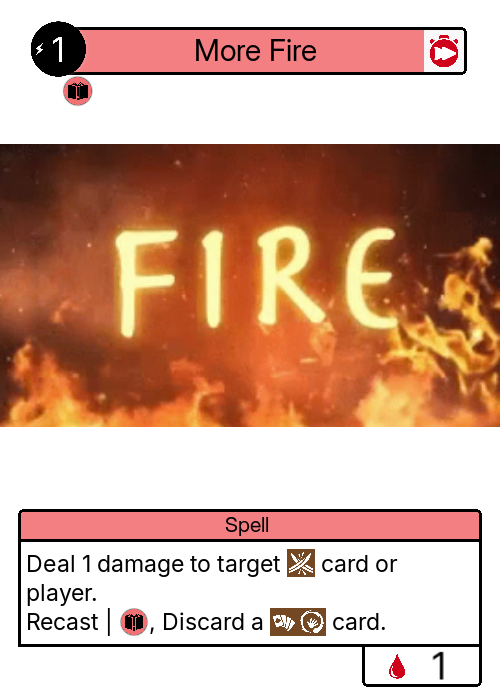 1
More Fire
FIRE
Spell
Deal 1 damage to target card or
player.
Recast | , Discard a card.
1